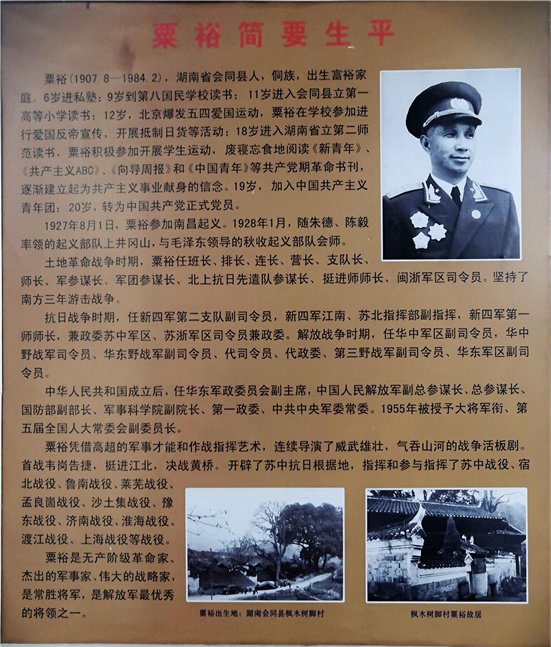 粟裕简要生平
粟裕(1907.8—1984.2)，湖南省会同县人，侗族，出生富裕家
庭。6岁进私塾；9岁到第八国民学校读书； 11岁进入会同县立第一
高等小学读书；12岁，北京爆发五四爱国运动，粟裕在学校参加进
行爱国反帝宣传，开展抵制日货等活动；18岁进入湖南省立第二师
范读书，粟裕积极参加开展学生运动，废寝忘食地阅读《新青年》、
《共产主义ABC》、《向导周报》和《中国青年》等共产党期革命书刊，
逐渐建立起为共产主义事业献身的信念。19岁，加入中国共产主义
青年团；20岁，转为中国共产党正式党员。
1927年8月1日，粟裕参加南昌起义。1928年1月，随朱德、陈毅
率领的起义部队上井冈山，与毛泽东领导的秋收起义部队会师。
土地革命战争时期，粟裕任班长、排长、连长、营长、支队长、
师长、军参谋长、军团参谋长、北上抗日先遣队参谋长、挺进师师长、闽浙军区司令员。坚持了
南方三年游击战争。
抗日战争时期，任新四军第二支队副司令员，新四军江南、苏北指挥部副指挥，新四军第一
师师长，兼政委苏中军区、苏浙军区司令员兼政委。解放战争时期，任华中军区副司令员，华中
野战军司令员、华东野战军副司令员、代司令员、代政委、第三野战军副司令员、华东军区副司
令员。
中华人民共和国成立后，任华东军政委员会副主席，中国人民解放军副总参谋长、总参谋长、
国防部副部长、军事科学院副院长、第一政委、中共中央军委常委。1955年被授予大将军衔、第
五届全国人大常委会副委员长。
粟裕凭借高超的军事才能和作战指挥艺术，连续导演了威武雄壮，气吞山河的战争活板剧。
首战韦岗告捷，挺进江北，决战黄桥。开辟了苏中抗日根据地，指挥和参与指挥了苏中战役、宿
北战役、鲁南战役、莱芜战役、
孟良崮战役、沙土集战役、豫
东战役、济南战役、淮海战役、
渡江战役、上海战役等战役。
粟裕是无产阶级革命家、
杰出的军事家、伟大的战略家，
是常胜将军，是解放军最优秀
的将领之一。
粟裕出生地：湖南会同县枫木树脚村
枫木树脚村粟裕故居